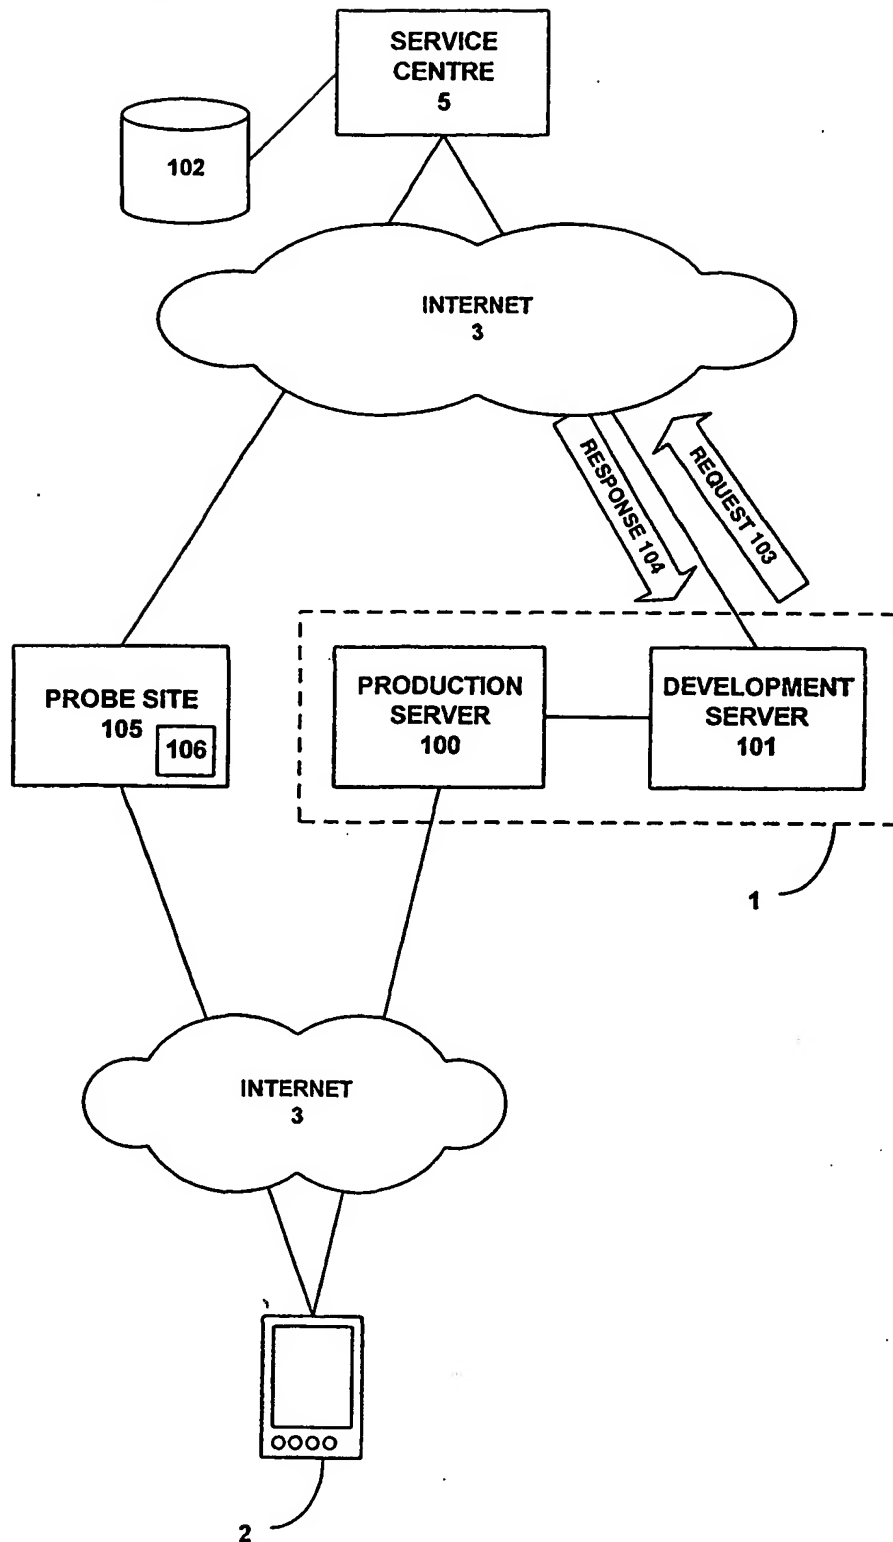 SERVICE
CENTRE
5
102
INTERNET
3
RESPONSE 104
REQUEST 103
PROBE SITE
105
106
PRODUCTION
SERVER
100
DEVELOPMENT
SERVER
101
1
INTERNET
3
2